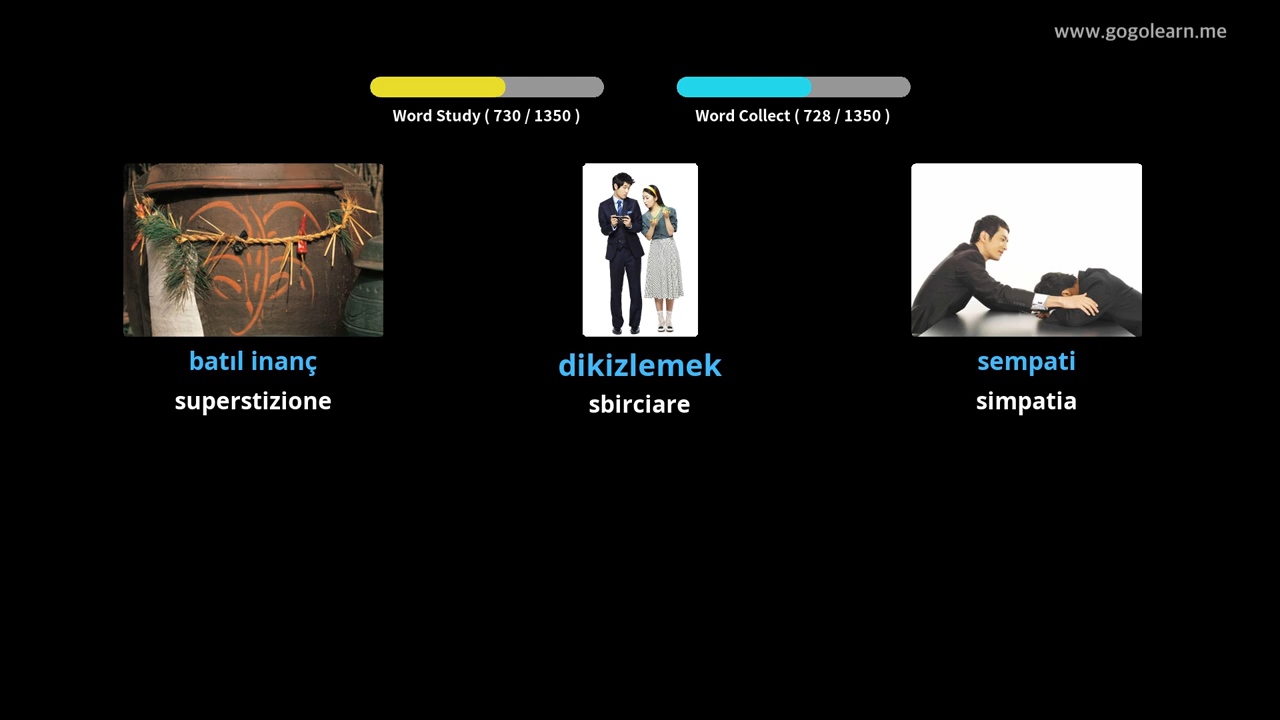 www.gogolearn.me
Word Study ( 730 / 1350 )
Word Collect ( 728 / 1350 )
batıl inanç
superstizione
dikizlemek
sbirciare
sempati
simpatia